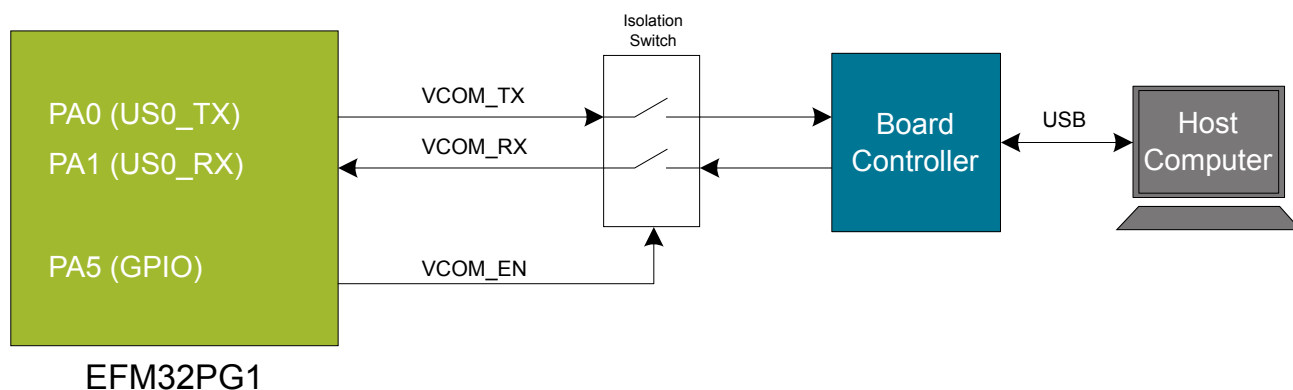 Isolation
Switch
PA0 (US0_TX)
VCOM_TX
PA1 (US0_RX)
VCOM_RX
Board
Controller
USB
Host
Computer
PA5 (GPIO)
VCOM_EN
EFM32PG1